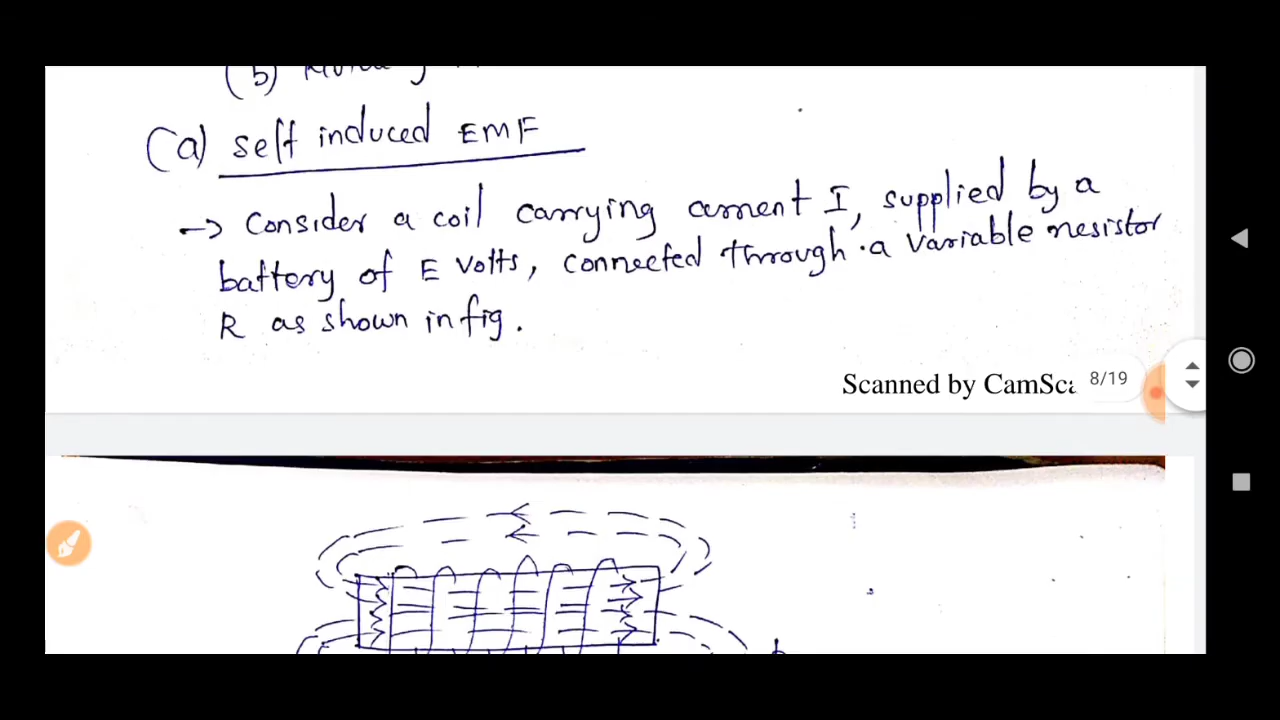 (b)
(a) self induced EMF
→ Consider a coil carrying current I, supplied by a
battery of E volts, connected through a variable resistor
R as shown in fig.
Scanned by CamSca
8/19